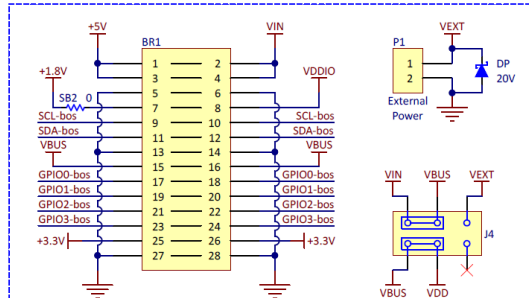 +5V VIN VEXT
BR1 P1
1 2
3 4
+1.8V VDDIO
5 6
SB2 0 7 8
SCL-bos 9 10 SCL-bos
SDA-bos 11 12 SDA-bos
VBUS 13 14 VBUS
15 16
GPIO0-bos 17 18 GPIO0-bos
GPIO1-bos 19 20 GPIO1-bos
GPIO2-bos 21 22 GPIO2-bos
GPIO3-bos 23 24 GPIO3-bos
+3.3V 25 26 +3.3V
27 28
1
2
DP
20V
External
Power
VIN VBUS VEXT
J4
VBUS VDD